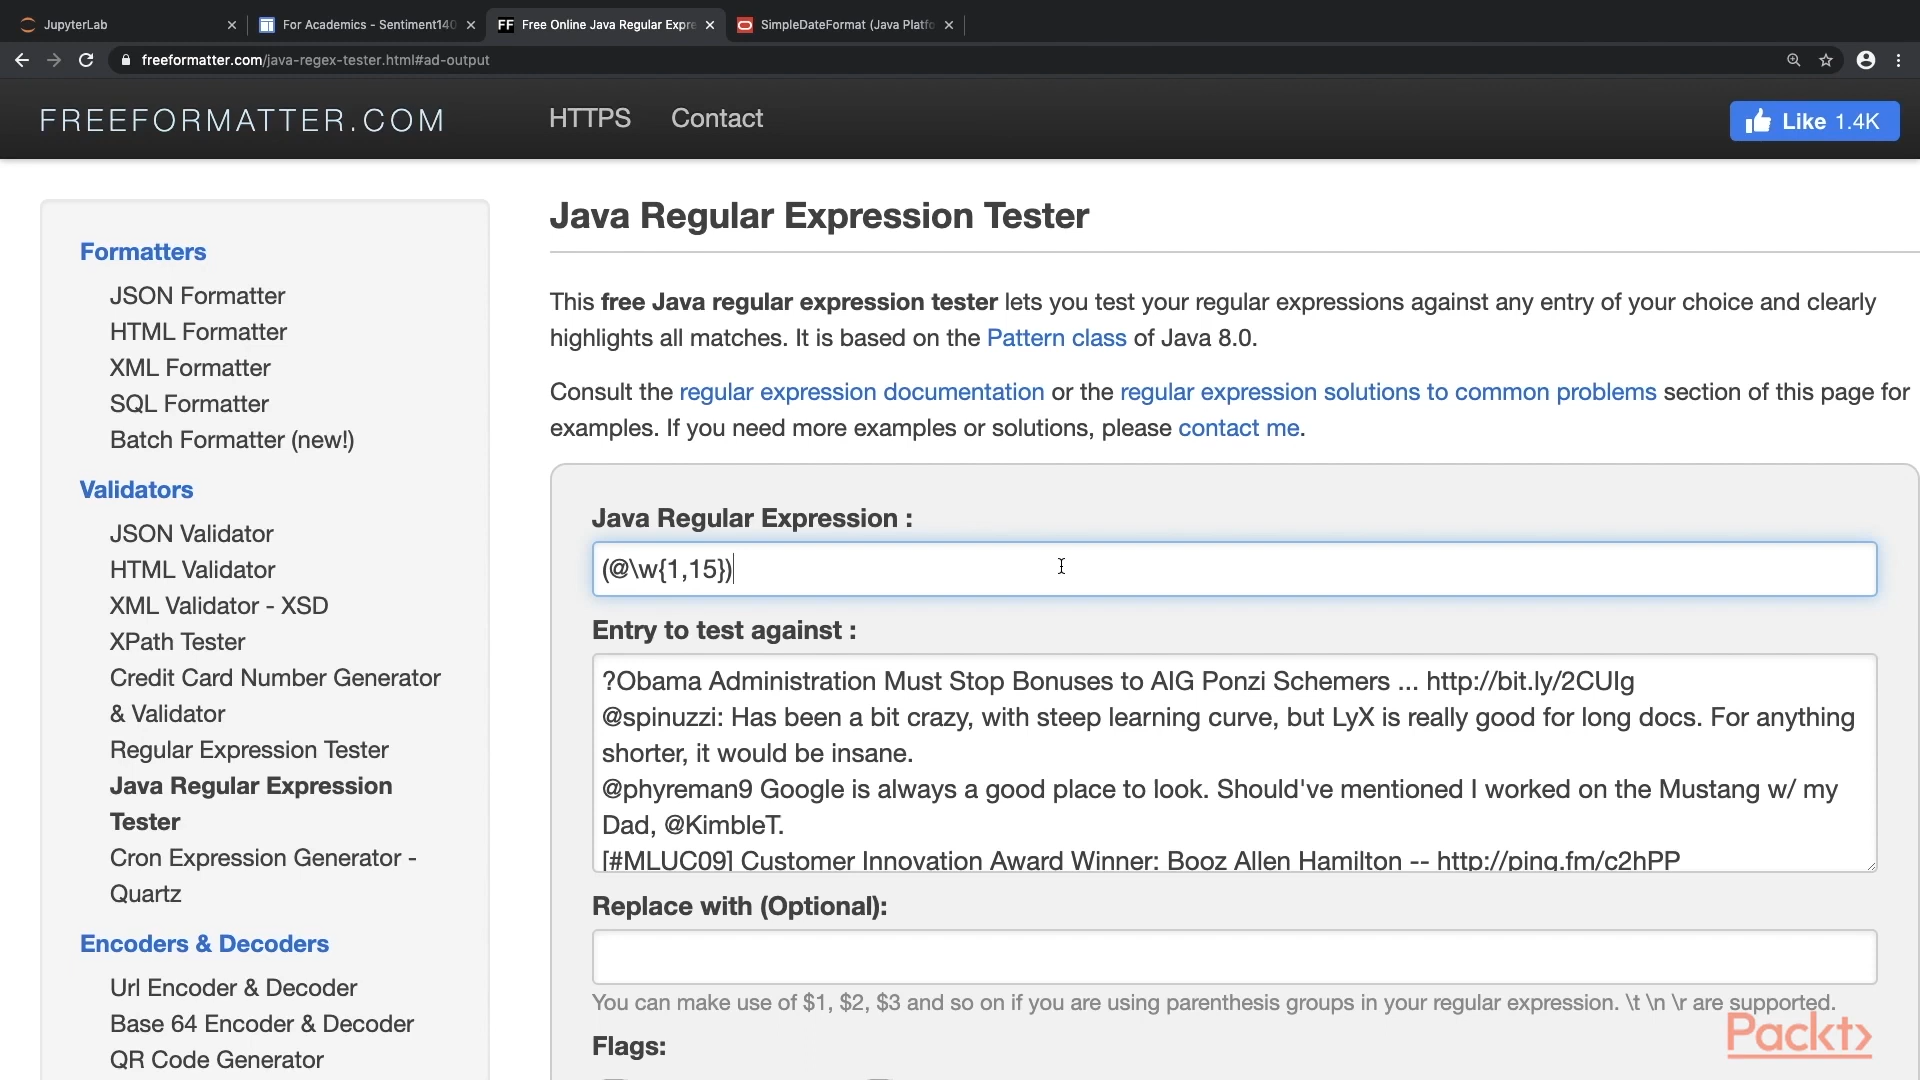 JupyterLab
For Academics - Sentiment140
FF Free Online Java Regular Expre
SimpleDateFormat (Java Platfo
freeformatter.com/java-regex-tester.html#ad-output
FREEFORMATTER.COM
HTTPS
Contact
Like 1.4K
Formatters
JSON Formatter
HTML Formatter
XML Formatter
SQL Formatter
Batch Formatter (new!)
Validators
JSON Validator
HTML Validator
XML Validator - XSD
XPath Tester
Credit Card Number Generator
& Validator
Regular Expression Tester
Java Regular Expression
Tester
Cron Expression Generator -
Quartz
Encoders & Decoders
Url Encoder & Decoder
Base 64 Encoder & Decoder
QR Code Generator
Java Regular Expression Tester
This free Java regular expression tester lets you test your regular expressions against any entry of your choice and clearly
highlights all matches. It is based on the Pattern class of Java 8.0.
Consult the regular expression documentation or the regular expression solutions to common problems section of this page for
examples. If you need more examples or solutions, please contact me.
Java Regular Expression :
(@\w{1,15})
Entry to test against :
?Obama Administration Must Stop Bonuses to AIG Ponzi Schemers ... http://bit.ly/2CUIg
@spinuzzi: Has been a bit crazy, with steep learning curve, but LyX is really good for long docs. For anything
shorter, it would be insane.
@phyreman9 Google is always a good place to look. Should've mentioned I worked on the Mustang w/ my
Dad, @KimbleT.
[#MLUC09] Customer Innovation Award Winner: Booz Allen Hamilton -- http://ping.fm/c2hPP
Replace with (Optional):
You can make use of $1, $2, $3 and so on if you are using parenthesis groups in your regular expression. \t \n \r are supported.
Flags:
Packt>